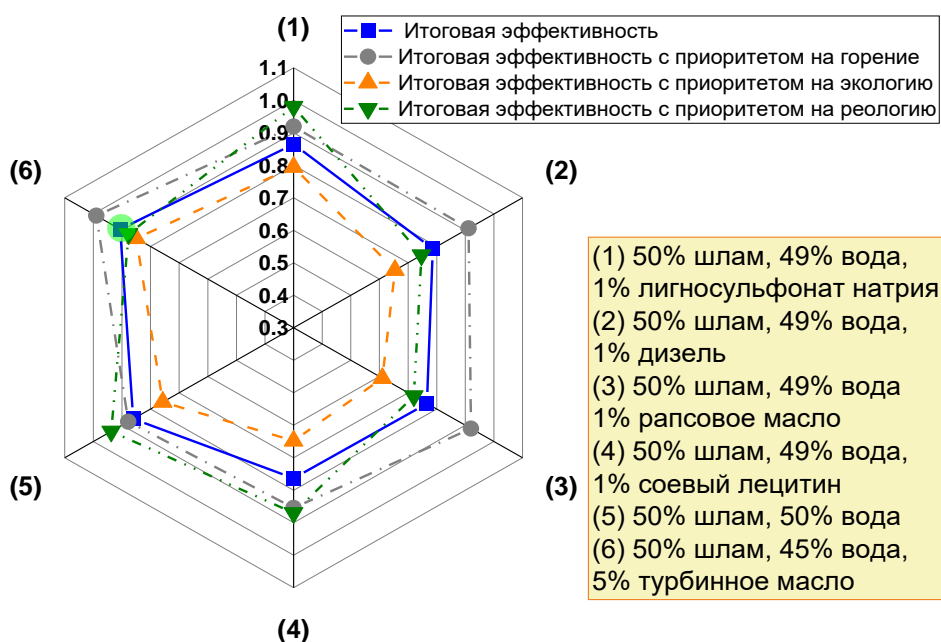 (1)
Итоговая эффективность
Итоговая эффективность с приоритетом на горение
Итоговая эффективность с приоритетом на экологию
Итоговая эффективность с приоритетом на реологию
1.1
1.0
0.9
0.8
0.7
0.6
0.5
0.4
0.3
(6)
(2)
(5)
(3)
(4)
(1) 50% шлам, 49% вода,
1% лигносульфонат натрия
(2) 50% шлам, 49% вода,
1% дизель
(3) 50% шлам, 49% вода
1% рапсовое масло
(4) 50% шлам, 49% вода,
1% соевый лецитин
(5) 50% шлам, 50% вода
(6) 50% шлам, 45% вода,
5% турбинное масло